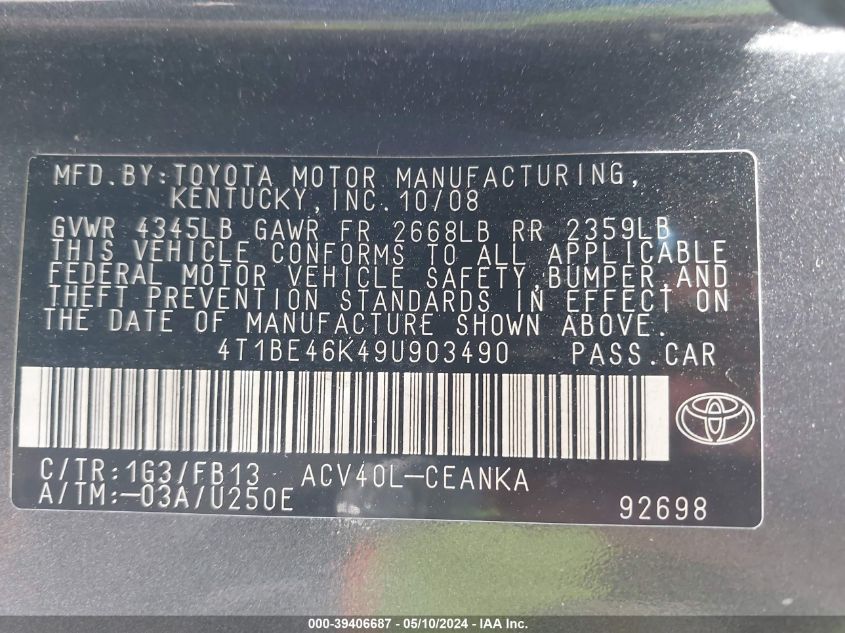 MFD.BY:TOYOTA MOTOR MANUFACTURING,
KENTUCKY, INC. 10/08
GVWR 4345LB GAWR FR 2668LB RR 2359LB
THIS VEHICLE CONFORMS TO ALL APPLICABLE
FEDERAL MOTOR VEHICLE SAFETY,BUMPER,AND
THEFT PREVENTION STANDARDS IN EFFECT ON
THE DATE OF MANUFACTURE SHOWN ABOVE.
4T1BE46K49U903490 PASS.CAR
C/TR:1G3/FB13 ACV40L-CEANKA
A/TM:-03A/U250E
92698
000-39406687 - 05/10/2024 - IAA Inc.